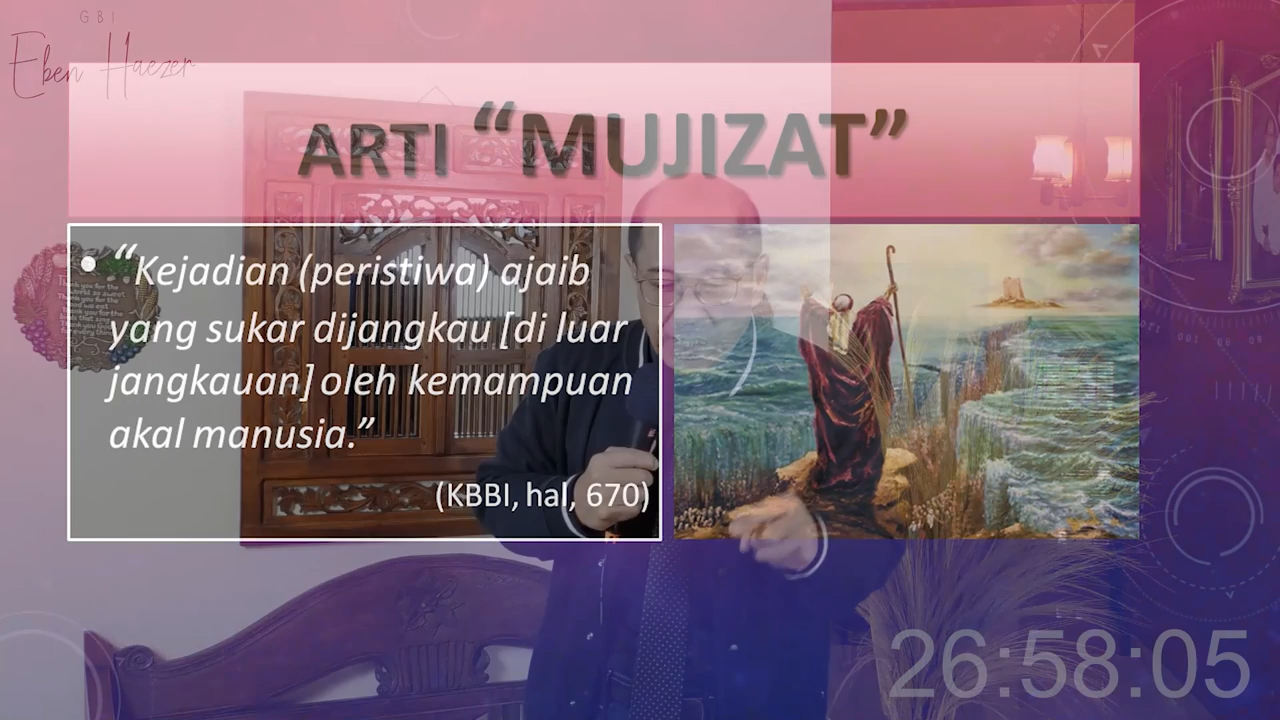 GBI
Eben Haezer
ARTI “MUJIZAT”
• “Kejadian (peristiwa) ajaib
yang sukar dijangkau [di luar
jangkauan] oleh kemampuan
akal manusia.”
(KBBI, hal, 670)
26:58:05